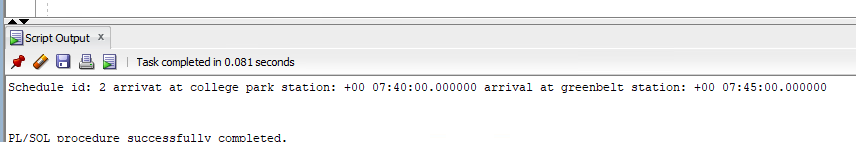 Script Output x
Task completed in 0.081 seconds
Schedule id: 2 arrivat at college park station: +00 07:40:00.000000 arrival at greenbelt station: +00 07:45:00.000000
PL/SQL procedure successfully completed.